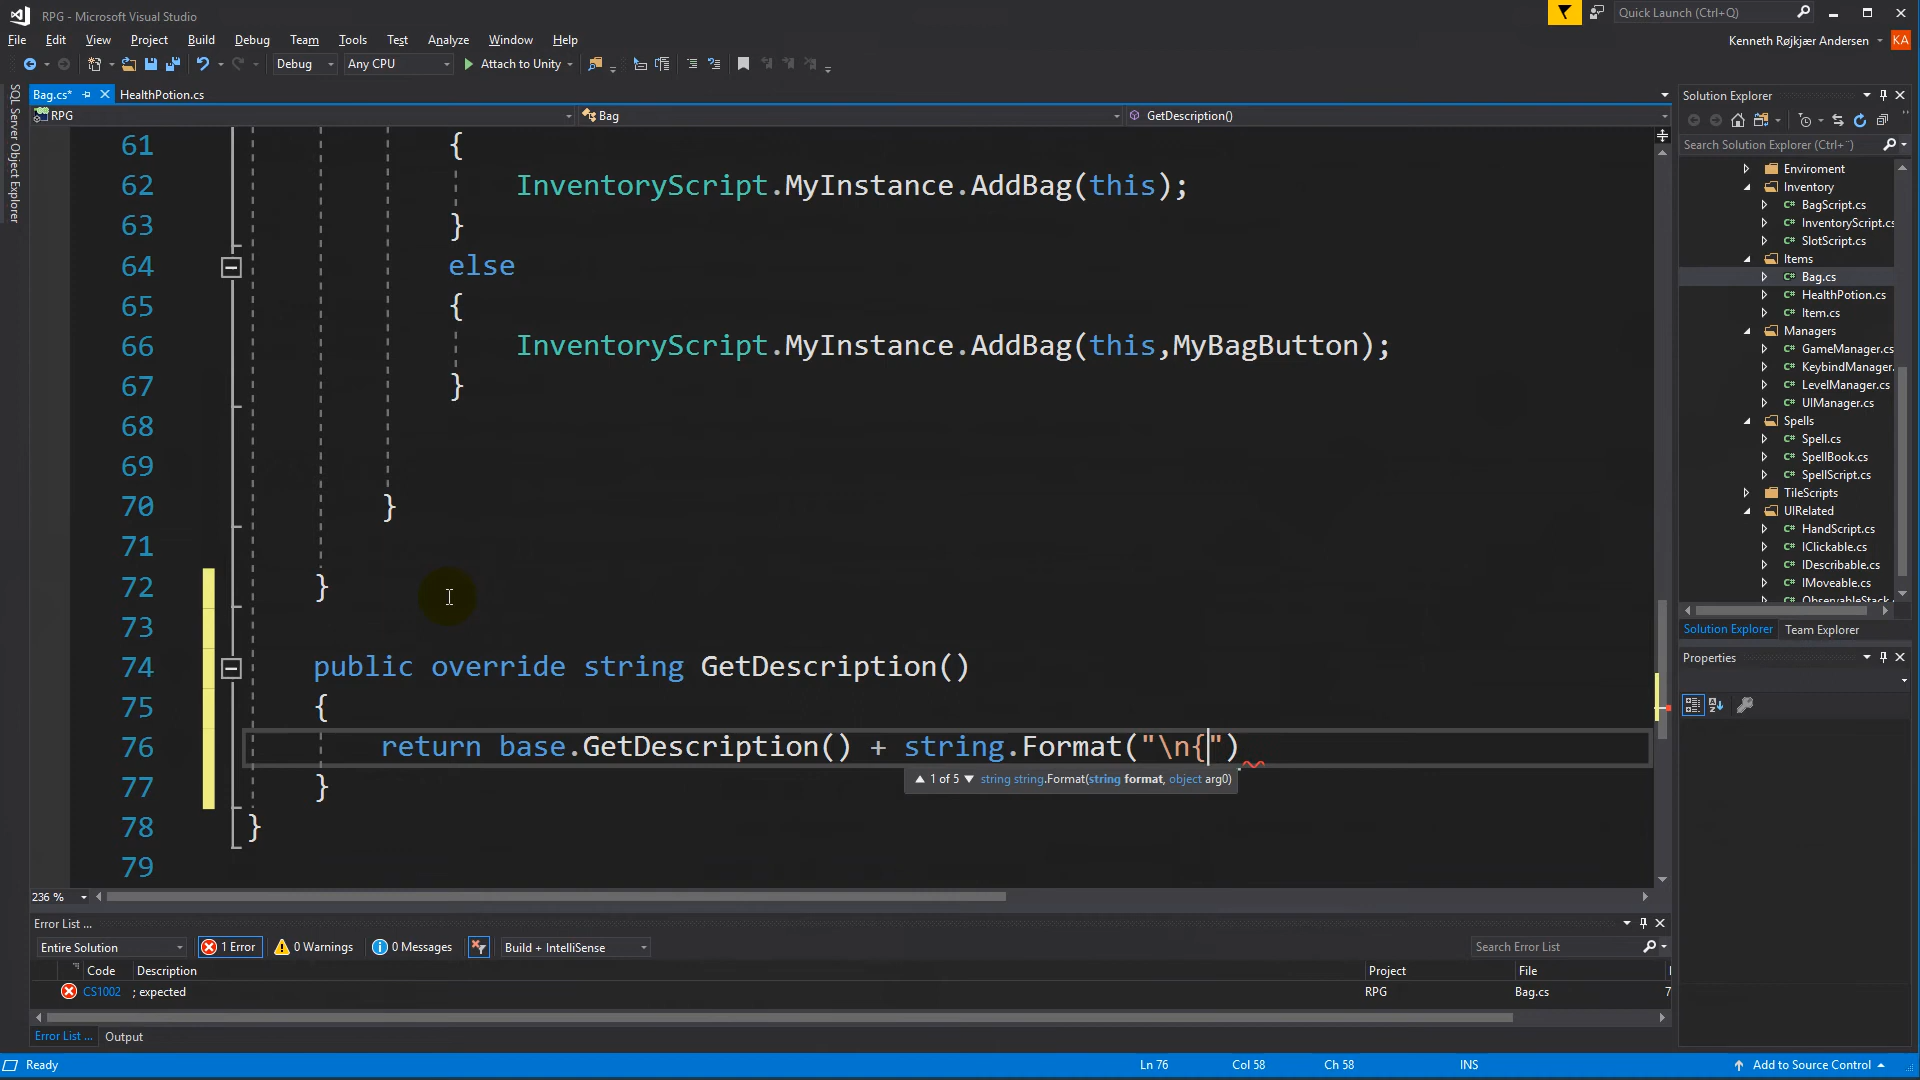 RPG - Microsoft Visual Studio
Quick Launch (Ctrl+Q)
File Edit View Project Build Debug Team Tools Test Analyze Window Help
Kenneth Røjkjær Andersen KA
Debug Any CPU Attach to Unity
SQL Server Object Explorer
Bag.cs* HealthPotion.cs
RPG Bag GetDescription()
61 {
62 InventoryScript.MyInstance.AddBag(this);
63 }
64 else
65 {
66 InventoryScript.MyInstance.AddBag(this,MyBagButton);
67 }
68
69
70 }
71
72 }
73
74 public override string GetDescription()
75 {
76 return base.GetDescription() + string.Format("\n{")
1 of 5 string string.Format(string format, object arg0)
77 }
78 }
79
236 %
Solution Explorer
Search Solution Explorer (Ctrl+¨)
Enviroment
Inventory
C# BagScript.cs
C# InventoryScript.cs
C# SlotScript.cs
Items
C# Bag.cs
C# HealthPotion.cs
C# Item.cs
Managers
C# GameManager.cs
C# KeybindManager.
C# LevelManager.cs
C# UIManager.cs
Spells
C# Spell.cs
C# SpellBook.cs
C# SpellScript.cs
TileScripts
UIRelated
C# HandScript.cs
C# IClickable.cs
C# IDescribable.cs
C# IMoveable.cs
C# ObservableStack
Solution Explorer Team Explorer
Properties
Error List ...
Entire Solution 1 Error 0 Warnings 0 Messages Build + IntelliSense Search Error List
Code Description Project File
CS1002 ; expected RPG Bag.cs 7
Error List ... Output
Ready Ln 76 Col 58 Ch 58 INS Add to Source Control